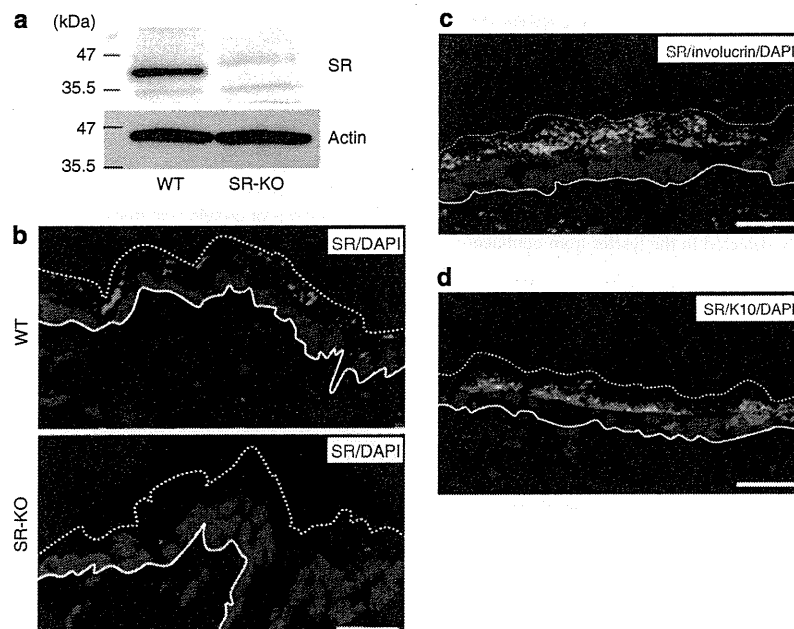 a
(kDa)
47
35.5
SR
47
35.5
Actin
WT
SR-KO
b
SR/DAPI
WT
SR/DAPI
SR-KO
c
SR/involucrin/DAPI
d
SR/K10/DAPI